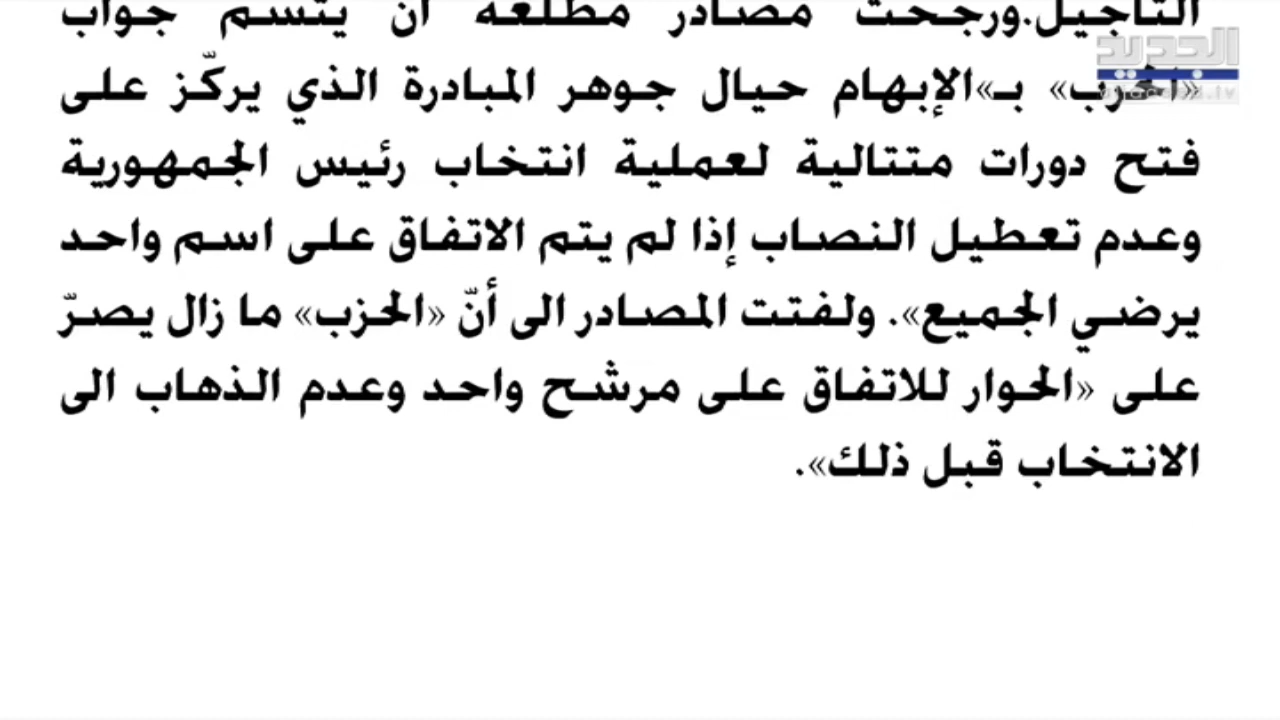 التأجيل.ورجحت مصادر مطلعة أن يتسم جواب
الجديد
«الحزب» بـ»الإبهام حيال جوهر المبادرة الذي يركّز على
فتح دورات متتالية لعملية انتخاب رئيس الجمهورية
وعدم تعطيل النصاب إذا لم يتم الاتفاق على اسم واحد
يرضي الجميع». ولفتت المصادر الى أنّ «الحزب» ما زال يصرّ
على «الحوار للاتفاق على مرشح واحد وعدم الذهاب الى
الانتخاب قبل ذلك».